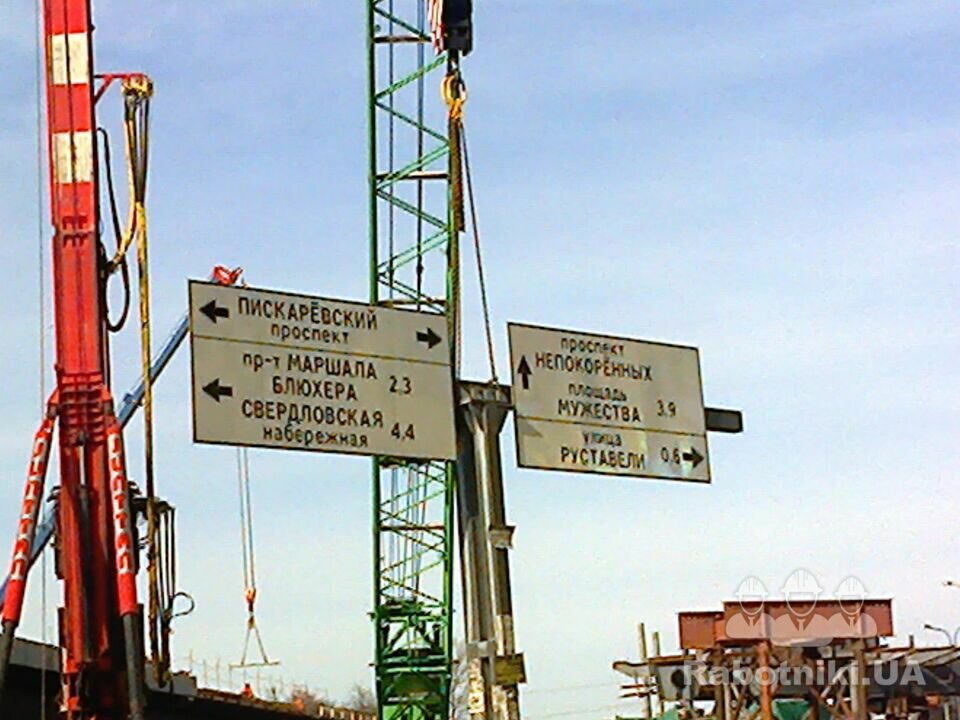 ПИСКАРЁВСКИЙ
проспект
пр-т МАРШАЛА
БЛЮХЕРА 2,3
СВЕРДЛОВСКАЯ
набережная 4,4
проспект
НЕПОКОРЁННЫХ
площадь
МУЖЕСТВА 3,9
улица
РУСТАВЕЛИ 0,6
Rabotniki.UA